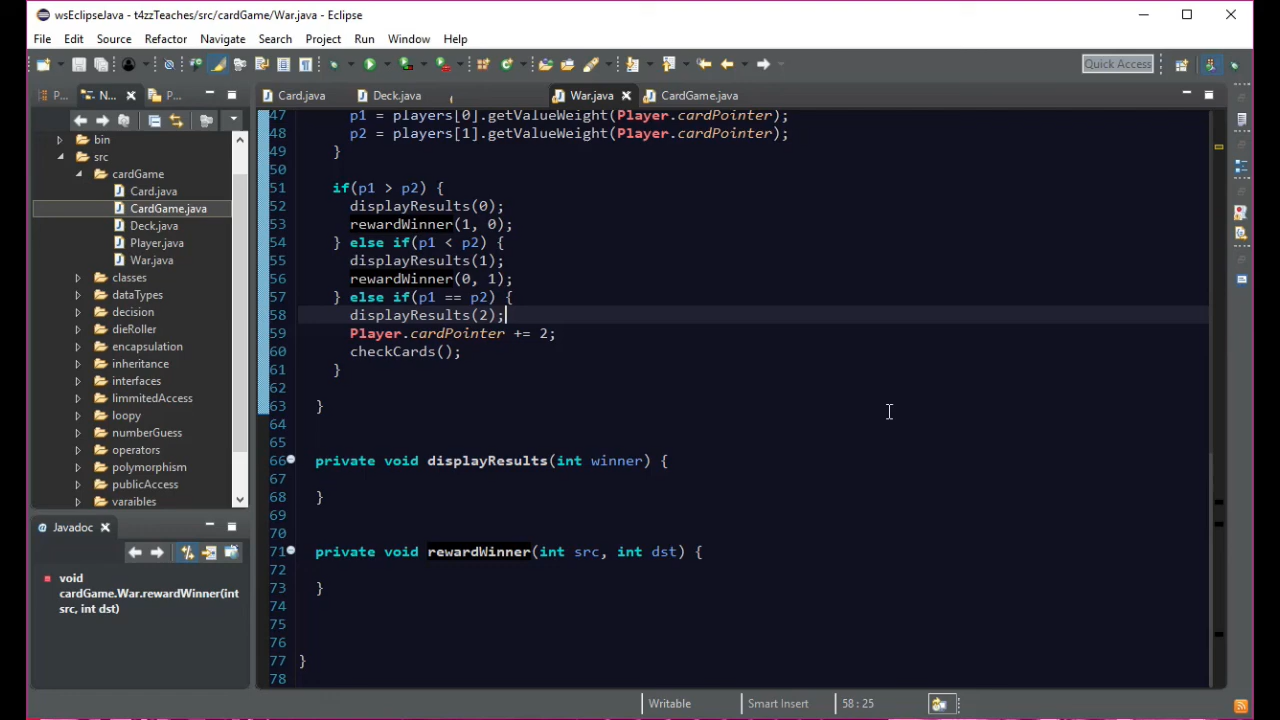 wsEclipseJava - t4zzTeaches/src/cardGame/War.java - Eclipse
File Edit Source Refactor Navigate Search Project Run Window Help
Quick Access
P... N... P...
Card.java Deck.java War.java CardGame.java
bin
src
cardGame
Card.java
CardGame.java
Deck.java
Player.java
War.java
classes
dataTypes
decision
dieRoller
encapsulation
inheritance
interfaces
limmitedAccess
loopy
numberGuess
operators
polymorphism
publicAccess
varaibles
Javadoc
void
cardGame.War.rewardWinner(int
src, int dst)
47 p1 = players[0].getValueWeight(Player.cardPointer);
48 p2 = players[1].getValueWeight(Player.cardPointer);
49 }
50
51 if(p1 > p2) {
52 displayResults(0);
53 rewardWinner(1, 0);
54 } else if(p1 < p2) {
55 displayResults(1);
56 rewardWinner(0, 1);
57 } else if(p1 == p2) {
58 displayResults(2);
59 Player.cardPointer += 2;
60 checkCards();
61 }
62
63 }
64
65
66 private void displayResults(int winner) {
67
68 }
69
70
71 private void rewardWinner(int src, int dst) {
72
73 }
74
75
76
77 }
78
Writable Smart Insert 58 : 25